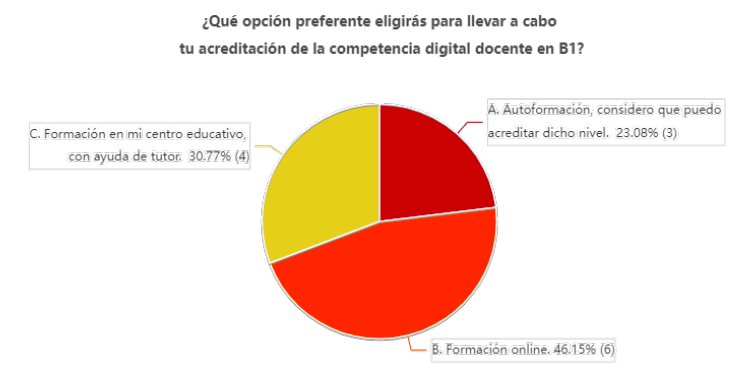 ¿Qué opción preferente eligirás para llevar a cabo
tu acreditación de la competencia digital docente en B1?
A. Autoformación, considero que puedo
acreditar dicho nivel. 23.08% (3)
C. Formación en mi centro educativo,
con ayuda de tutor. 30.77% (4)
B. Formación online. 46.15% (6)